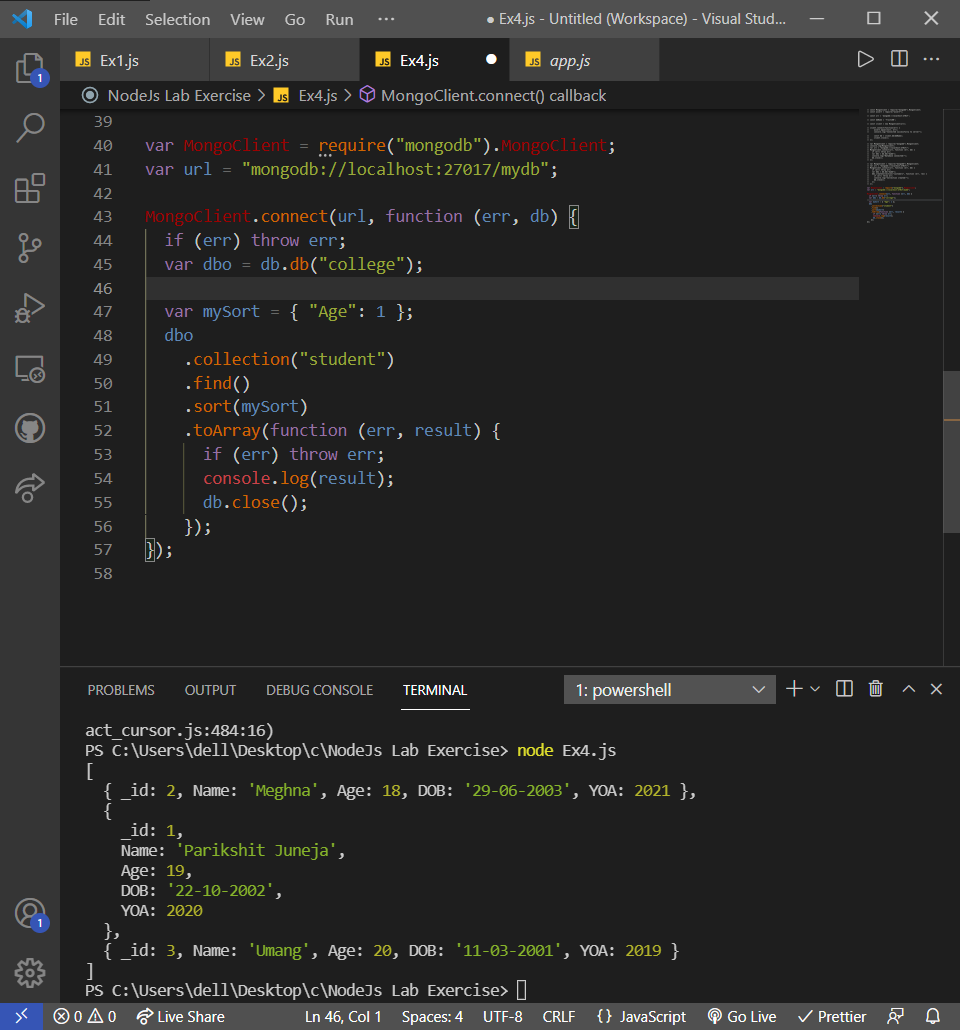 File Edit Selection View Go Run ··· ● Ex4.js - Untitled (Workspace) - Visual Stud...
JS Ex1.js JS Ex2.js JS Ex4.js ● JS app.js
NodeJs Lab Exercise > JS Ex4.js > MongoClient.connect() callback
39
40 var MongoClient = require("mongodb").MongoClient;
41 var url = "mongodb://localhost:27017/mydb";
42
43 MongoClient.connect(url, function (err, db) {
44 if (err) throw err;
45 var dbo = db.db("college");
46
47 var mySort = { "Age": 1 };
48 dbo
49 .collection("student")
50 .find()
51 .sort(mySort)
52 .toArray(function (err, result) {
53 if (err) throw err;
54 console.log(result);
55 db.close();
56 });
57 });
58
PROBLEMS OUTPUT DEBUG CONSOLE TERMINAL 1: powershell
act_cursor.js:484:16)
PS C:\Users\dell\Desktop\c\NodeJs Lab Exercise> node Ex4.js
[
{ _id: 2, Name: 'Meghna', Age: 18, DOB: '29-06-2003', YOA: 2021 },
{
_id: 1,
Name: 'Parikshit Juneja',
Age: 19,
DOB: '22-10-2002',
YOA: 2020
},
{ _id: 3, Name: 'Umang', Age: 20, DOB: '11-03-2001', YOA: 2019 }
]
PS C:\Users\dell\Desktop\c\NodeJs Lab Exercise>
1
1
0 0 Live Share Ln 46, Col 1 Spaces: 4 UTF-8 CRLF {} JavaScript Go Live Prettier